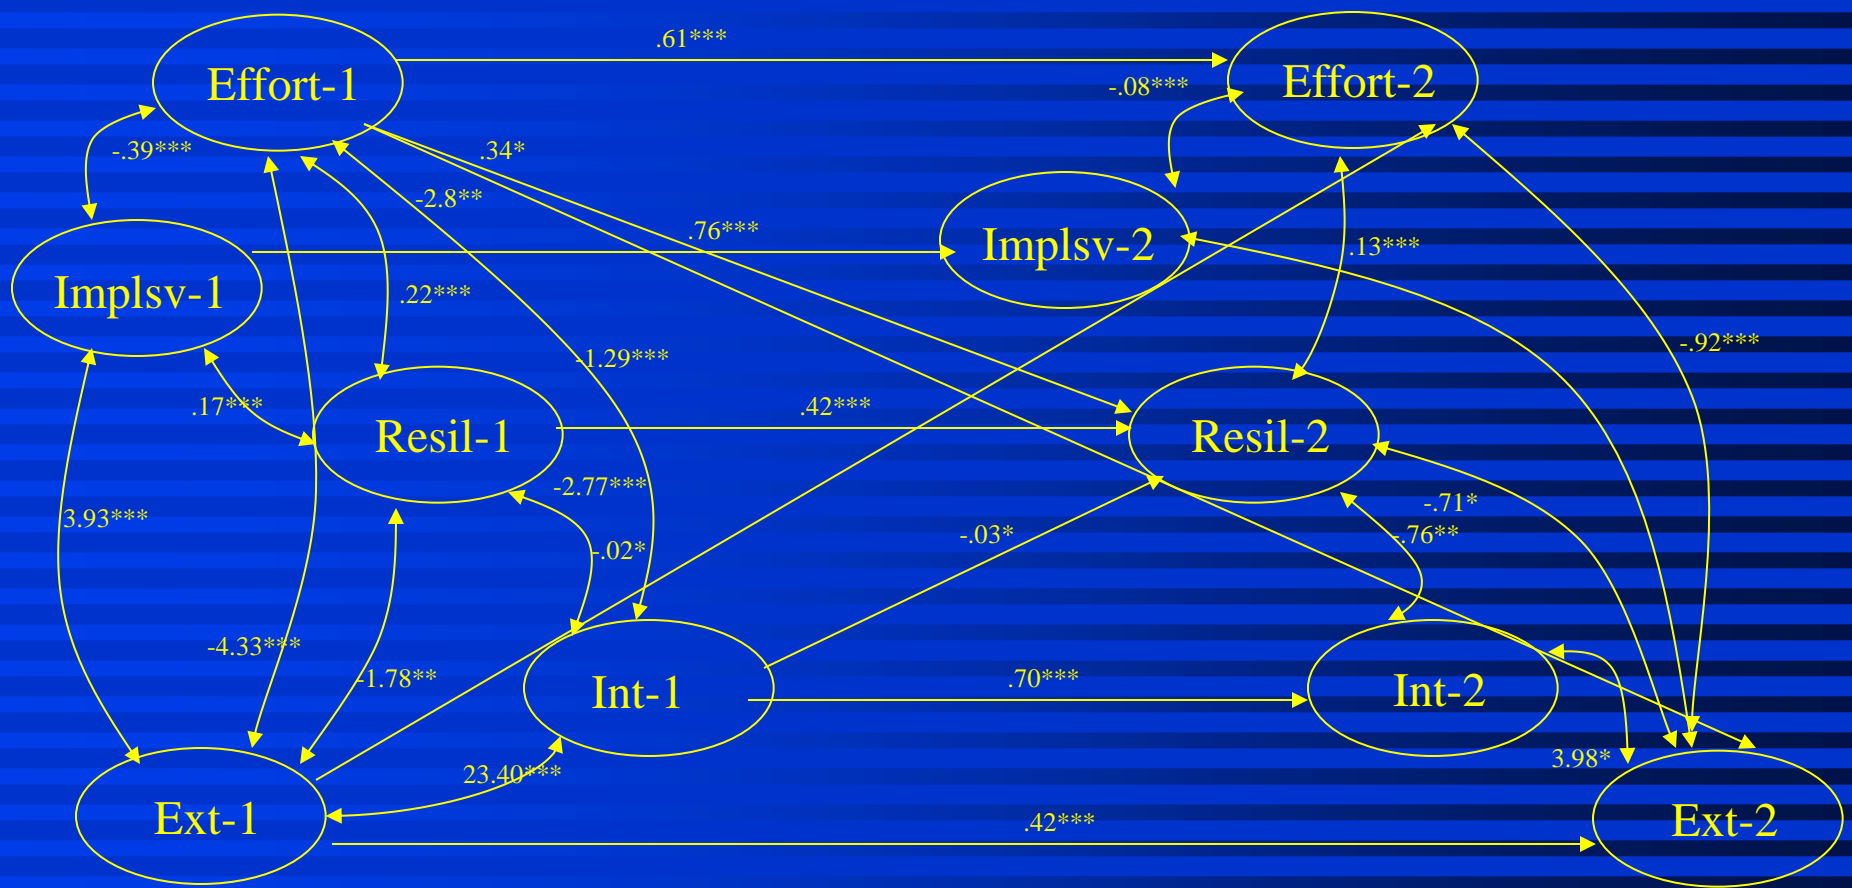 .61***
Effort-1
Effort-2
-.08***
-.39***
.34*
-2.8**
.76***
Implsv-2
.13***
Implsv-1
.22***
-.92***
-1.29***
.17***
.42***
Resil-1
Resil-2
-2.77***
-.71*
3.93***
-.03*
-.76**
-.02*
-4.33***
-1.78**
.70***
Int-1
Int-2
3.98*
23.40***
Ext-1
.42***
Ext-2